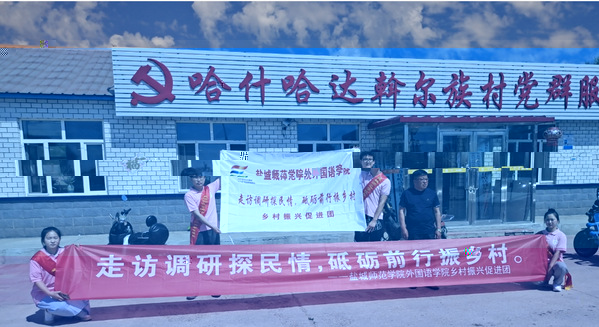 哈什哈达斡尔族村党群服
盐城师范学院外国语学院
走访调研探民情，砥砺前行振乡村
乡村振兴促进团
走访调研探民情,砥砺前行振乡村。
——盐城师范学院外国语学院乡村振兴促进团